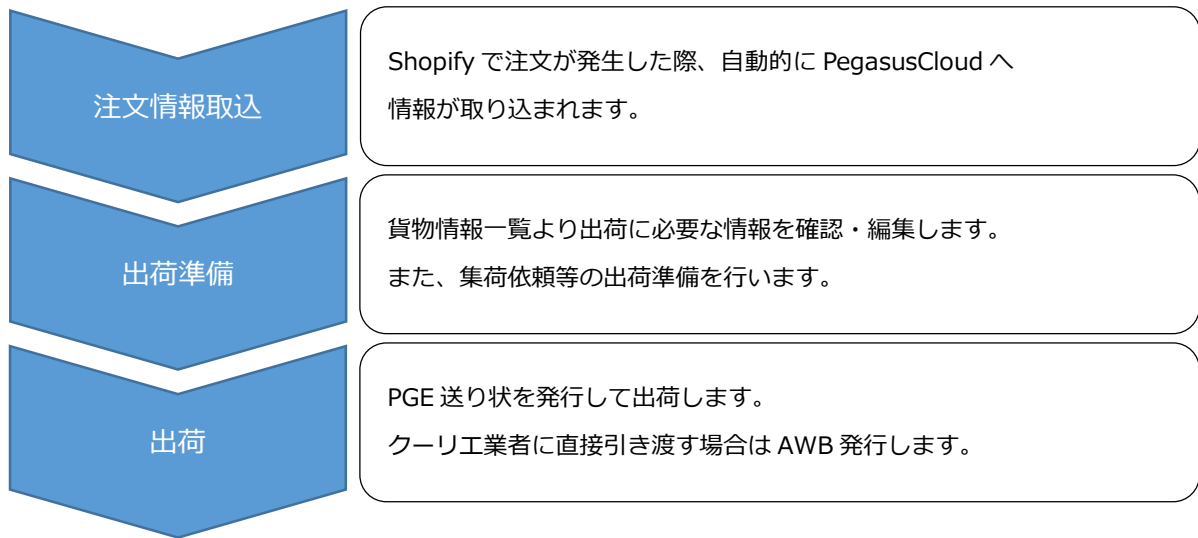 注文情報取込
Shopify で注文が発生した際、自動的に PegasusCloud へ
情報が取り込まれます。
出荷準備
貨物情報一覧より出荷に必要な情報を確認・編集します。
また、集荷依頼等の出荷準備を行います。
出荷
PGE 送り状を発行して出荷します。
クーリエ業者に直接引き渡す場合は AWB 発行します。